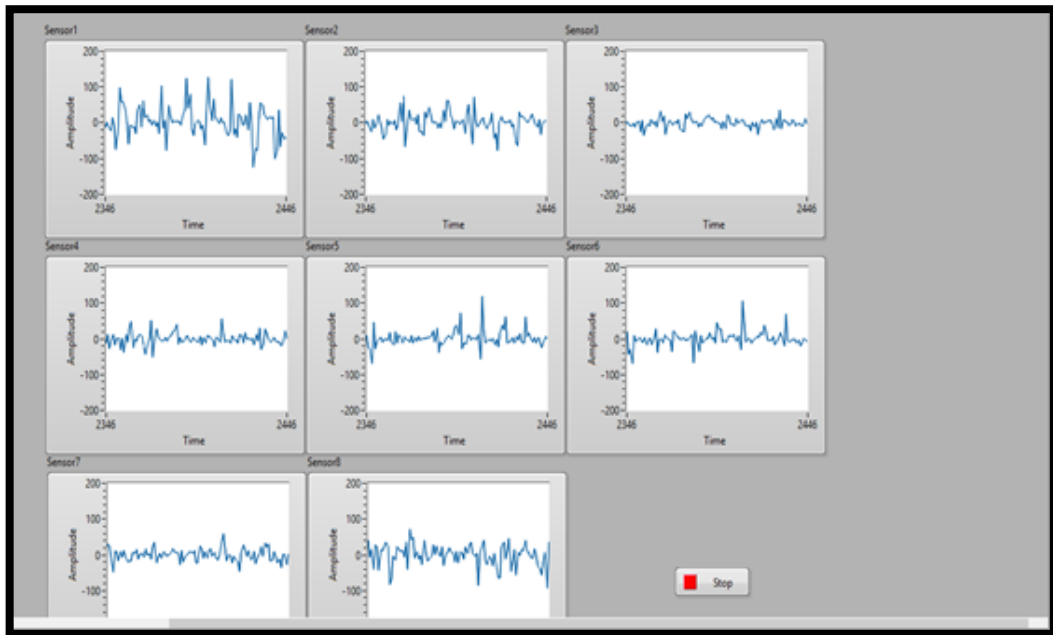 Sensor1 Sensor2 Sensor3
200 200 200
100 100 100
Amplitude Amplitude Amplitude
0 0 0
-100 -100 -100
-200 -200 -200
2346 2446 2346 2446 2346 2446
Time Time Time
Sensor4 Sensor5 Sensor6
200 200 200
100 100 100
Amplitude Amplitude Amplitude
0 0 0
-100 -100 -100
-200 -200 -200
2346 2446 2346 2446 2346 2446
Time Time Time
Sensor7 Sensor8
200 200
100 100
Amplitude Amplitude
0 0
-100 -100
Stop